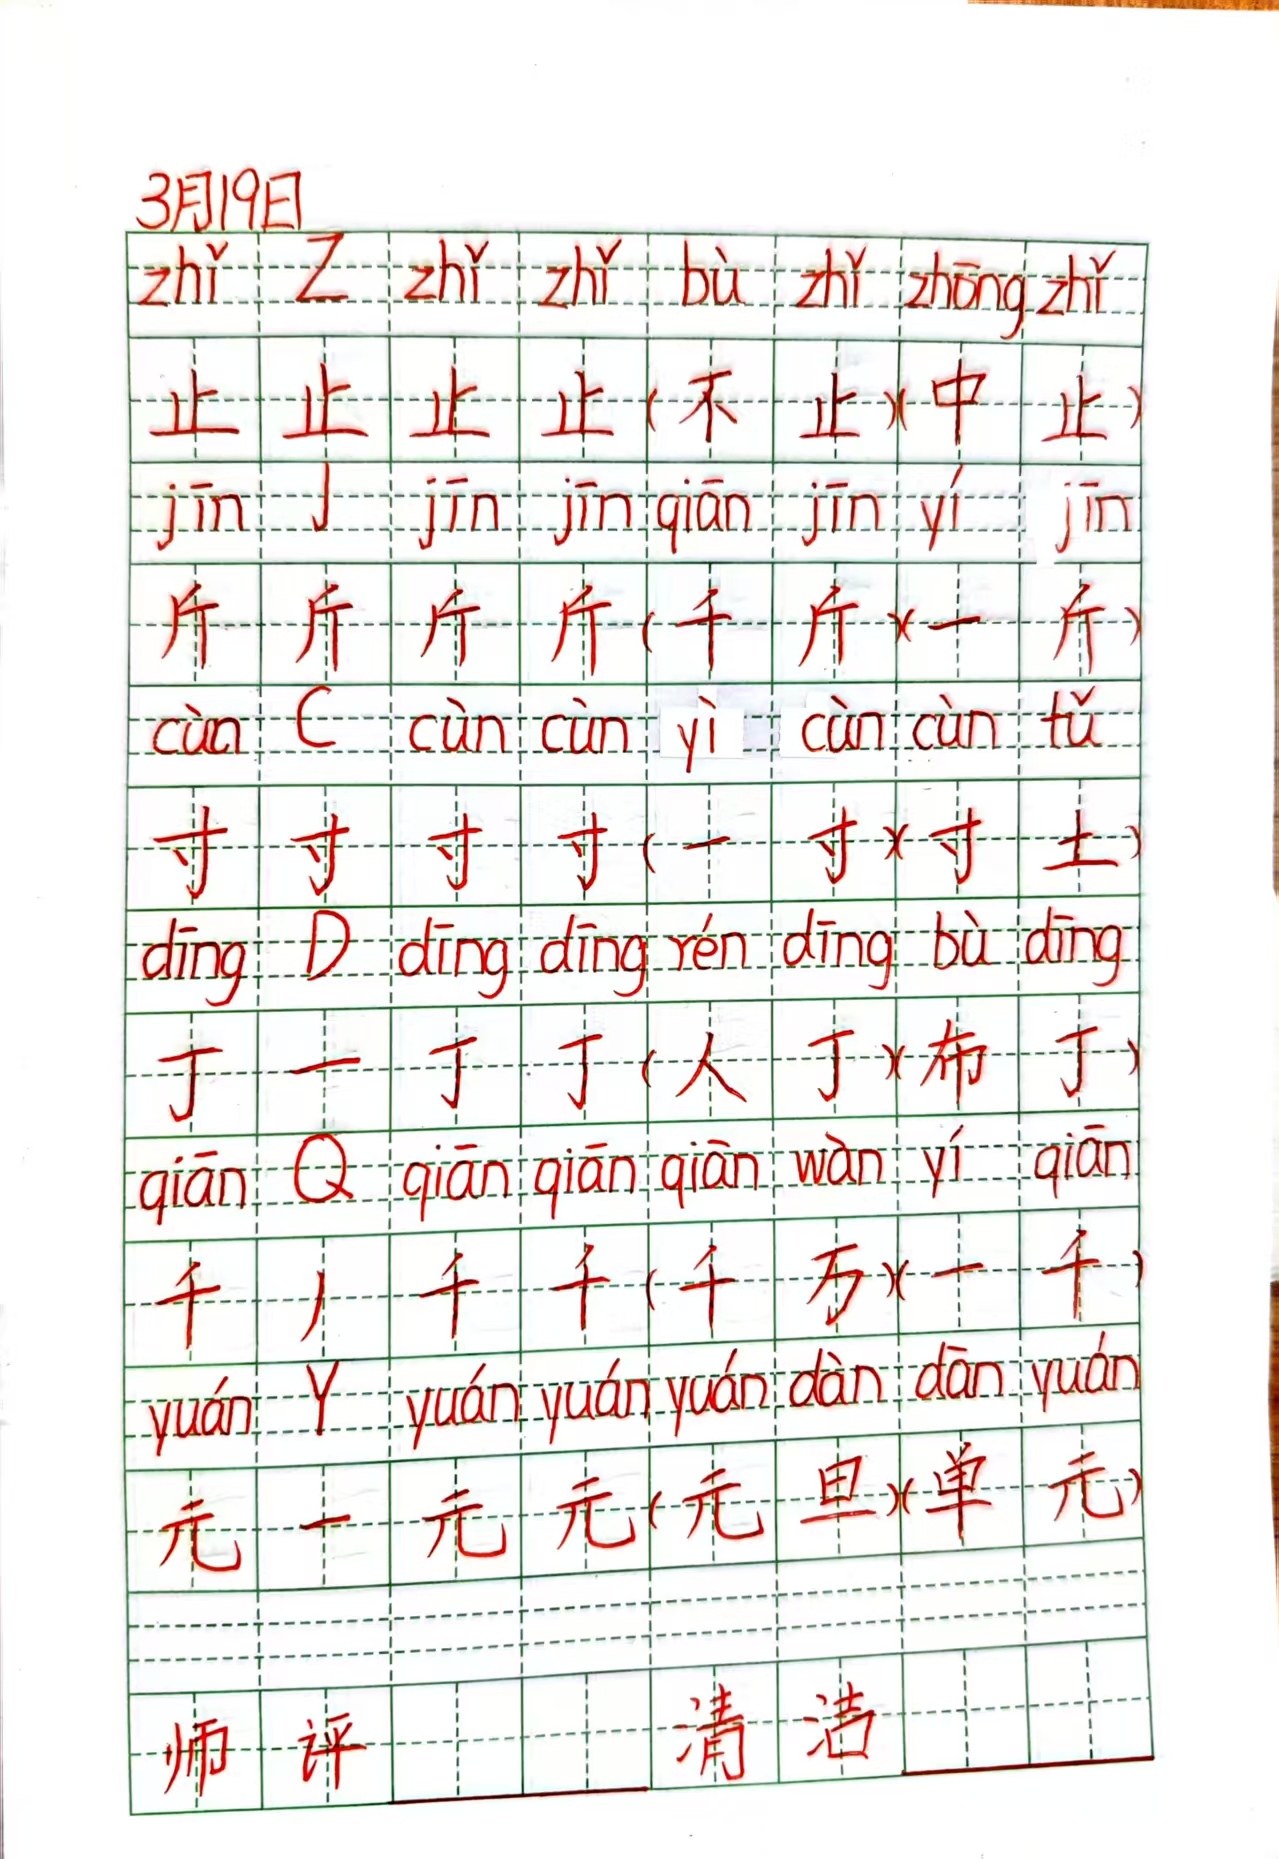 3月19日
zhǐ Z zhǐ zhǐ bù zhǐ zhōng zhǐ
止 止 止 止 (不 止)(中 止)
jīn J jīn jīn qiān jīn yí jīn
斤 斤 斤 斤 (千 斤)(一 斤)
cùn C cùn cùn yì cùn cùn tǔ
寸 寸 寸 寸 (一 寸)(寸 土)
dīng D dīng dīng rén dīng bù dīng
丁 一 丁 丁 (人 丁)(布 丁)
qiān Q qiān qiān qiān wàn yí qiān
千 丿 千 千 (千 万)(一 千)
yuán Y yuán yuán yuán dàn dān yuán
元 一 元 元 (元 旦)(单 元)
师 评 清 洁